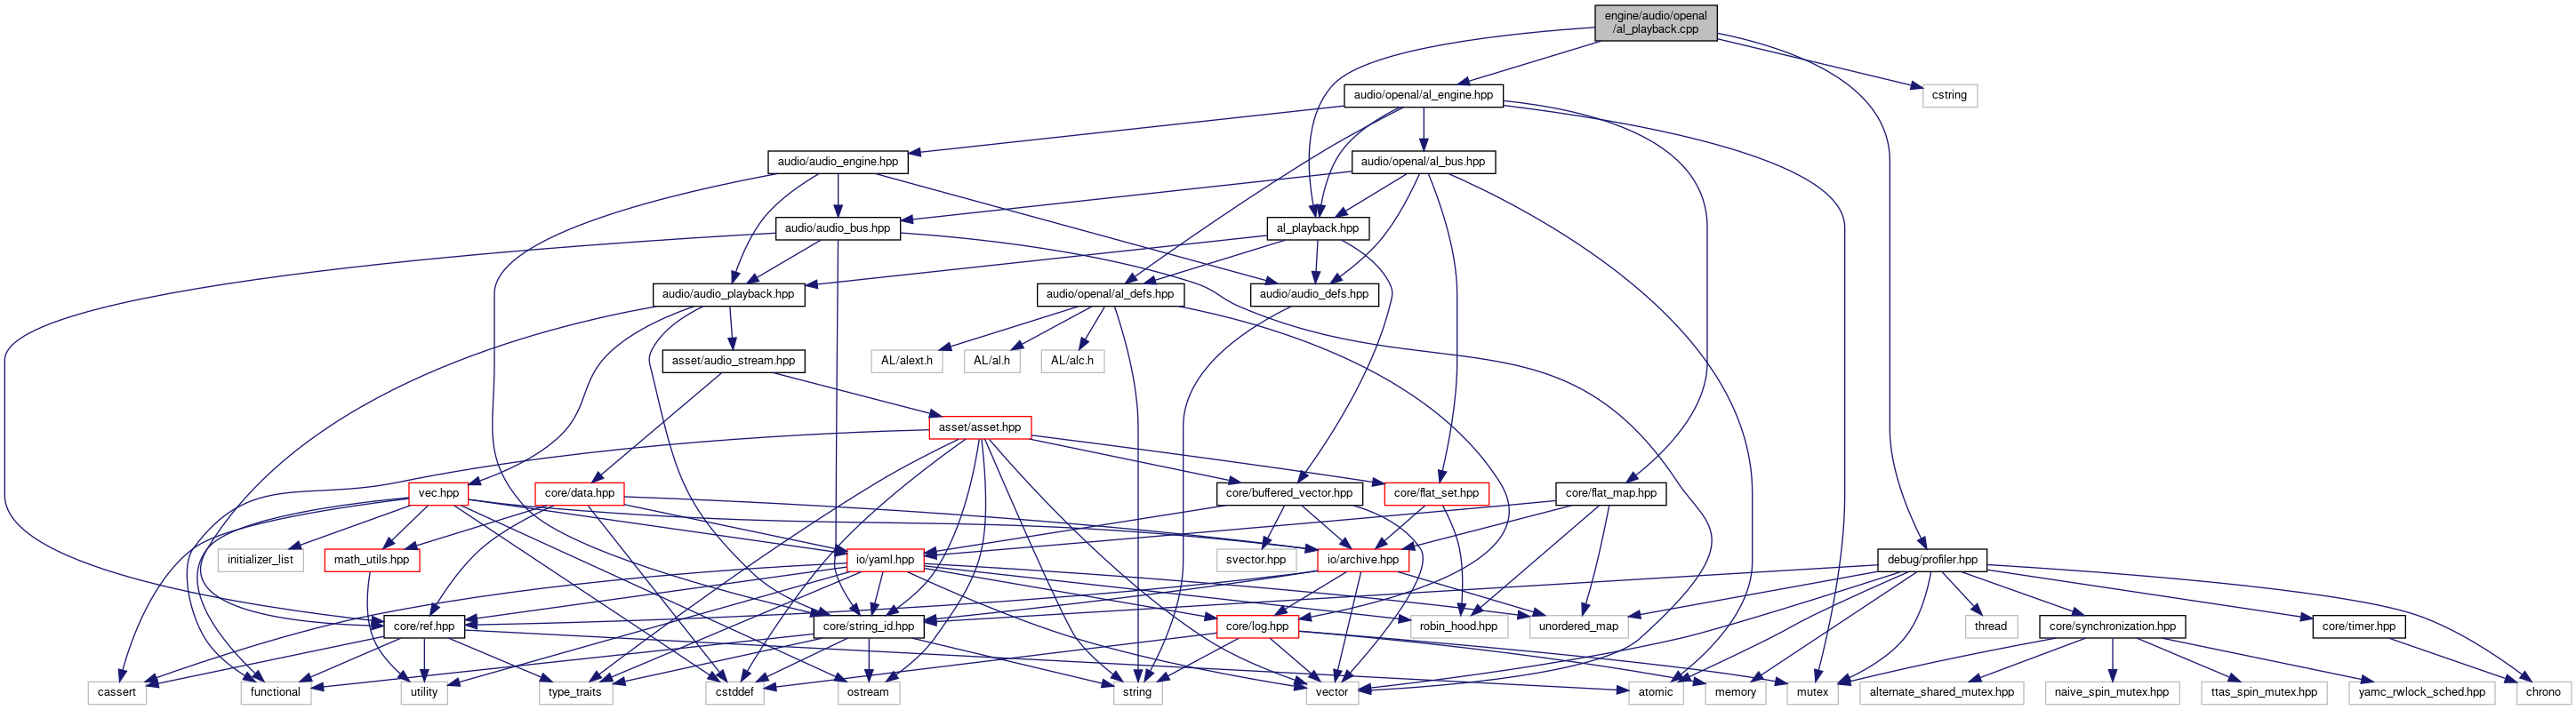 engine/audio/openal
/al_playback.cpp
audio/openal/al_engine.hpp
cstring
audio/audio_engine.hpp
audio/openal/al_bus.hpp
audio/audio_bus.hpp
al_playback.hpp
audio/audio_playback.hpp
audio/openal/al_defs.hpp
audio/audio_defs.hpp
asset/audio_stream.hpp
AL/alext.h
AL/al.h
AL/alc.h
asset/asset.hpp
vec.hpp
core/data.hpp
core/buffered_vector.hpp
core/flat_set.hpp
core/flat_map.hpp
initializer_list
math_utils.hpp
io/yaml.hpp
svector.hpp
io/archive.hpp
debug/profiler.hpp
core/ref.hpp
core/string_id.hpp
core/log.hpp
robin_hood.hpp
unordered_map
thread
core/synchronization.hpp
core/timer.hpp
cassert
functional
utility
type_traits
cstddef
ostream
string
vector
atomic
memory
mutex
alternate_shared_mutex.hpp
naive_spin_mutex.hpp
ttas_spin_mutex.hpp
yamc_rwlock_sched.hpp
chrono